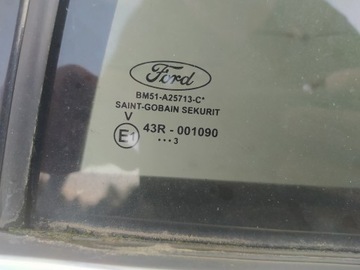 Ford
BM51-A25713-C*
SAINT-GOBAIN SEKURIT
V
E1 43R - 001090
•••3